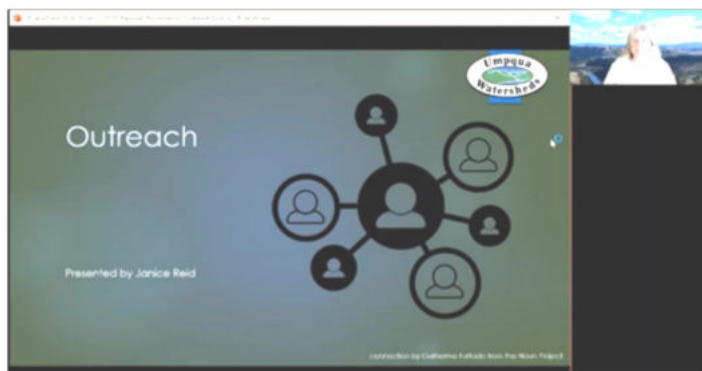 Umpqua
Watersheds
Outreach
Presented by Janice Reid
connection by Guilherme Furtado from the Noun Project